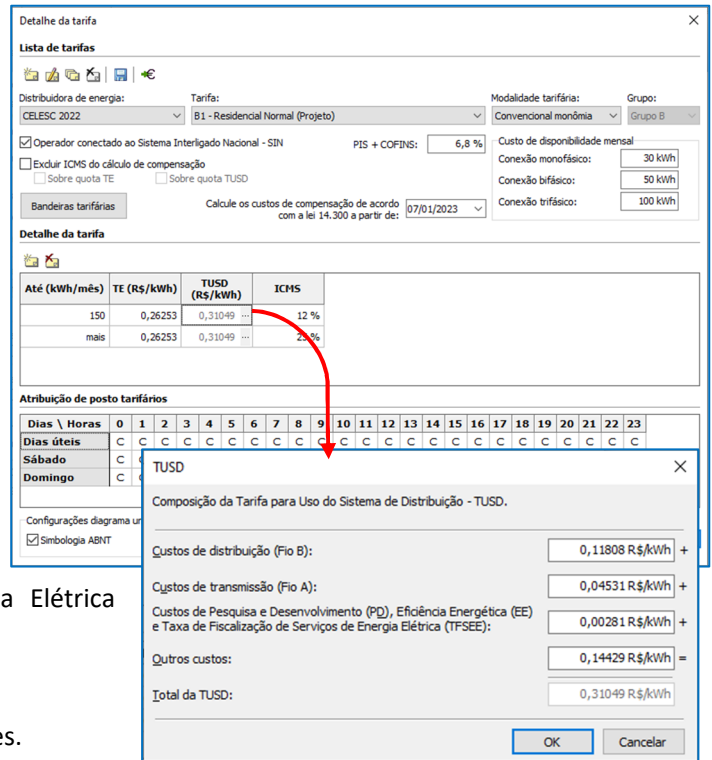 Detalhe da tarifa
Lista de tarifas
Distribuidora de energia: Tarifa: Modalidade tarifária: Grupo:
CELESC 2022 B1 - Residencial Normal (Projeto) Convencional monômia Grupo B
Operador conectado ao Sistema Interligado Nacional - SIN PIS + COFINS: 6,8 % Custo de disponibilidade mensal
Excluir ICMS do cálculo de compensação Conexão monofásico: 30 kWh
Sobre quota TE Sobre quota TUSD
Conexão bifásico: 50 kWh
Bandeiras tarifárias Calcule os custos de compensação de acordo com a lei 14.300 a partir de: 07/01/2023 Conexão trifásico: 100 kWh
Detalhe da tarifa
Até (kWh/mês) TE (R$/kWh) TUSD (R$/kWh) ICMS
150 0,26253 0,31049 ... 12 %
mais 0,26253 0,31049 ... 25 %
Atribuição de posto tarifários
Dias \ Horas 0 1 2 3 4 5 6 7 8 9 10 11 12 13 14 15 16 17 18 19 20 21 22 23
Dias úteis C C C C C C C C C C C C C C C C C C C C C C C C
Sábado C
Domingo C
Configurações diagrama
Simbologia ABNT
TUSD
Composição da Tarifa para Uso do Sistema de Distribuição - TUSD.
Custos de distribuição (Fio B): 0,11808 R$/kWh +
Custos de transmissão (Fio A): 0,04531 R$/kWh +
Custos de Pesquisa e Desenvolvimento (PD), Eficiência Energética (EE)
e Taxa de Fiscalização de Serviços de Energia Elétrica (TFSEE): 0,00281 R$/kWh +
Outros custos: 0,14429 R$/kWh =
Total da TUSD: 0,31049 R$/kWh
OK Cancelar
a Elétrica
es.